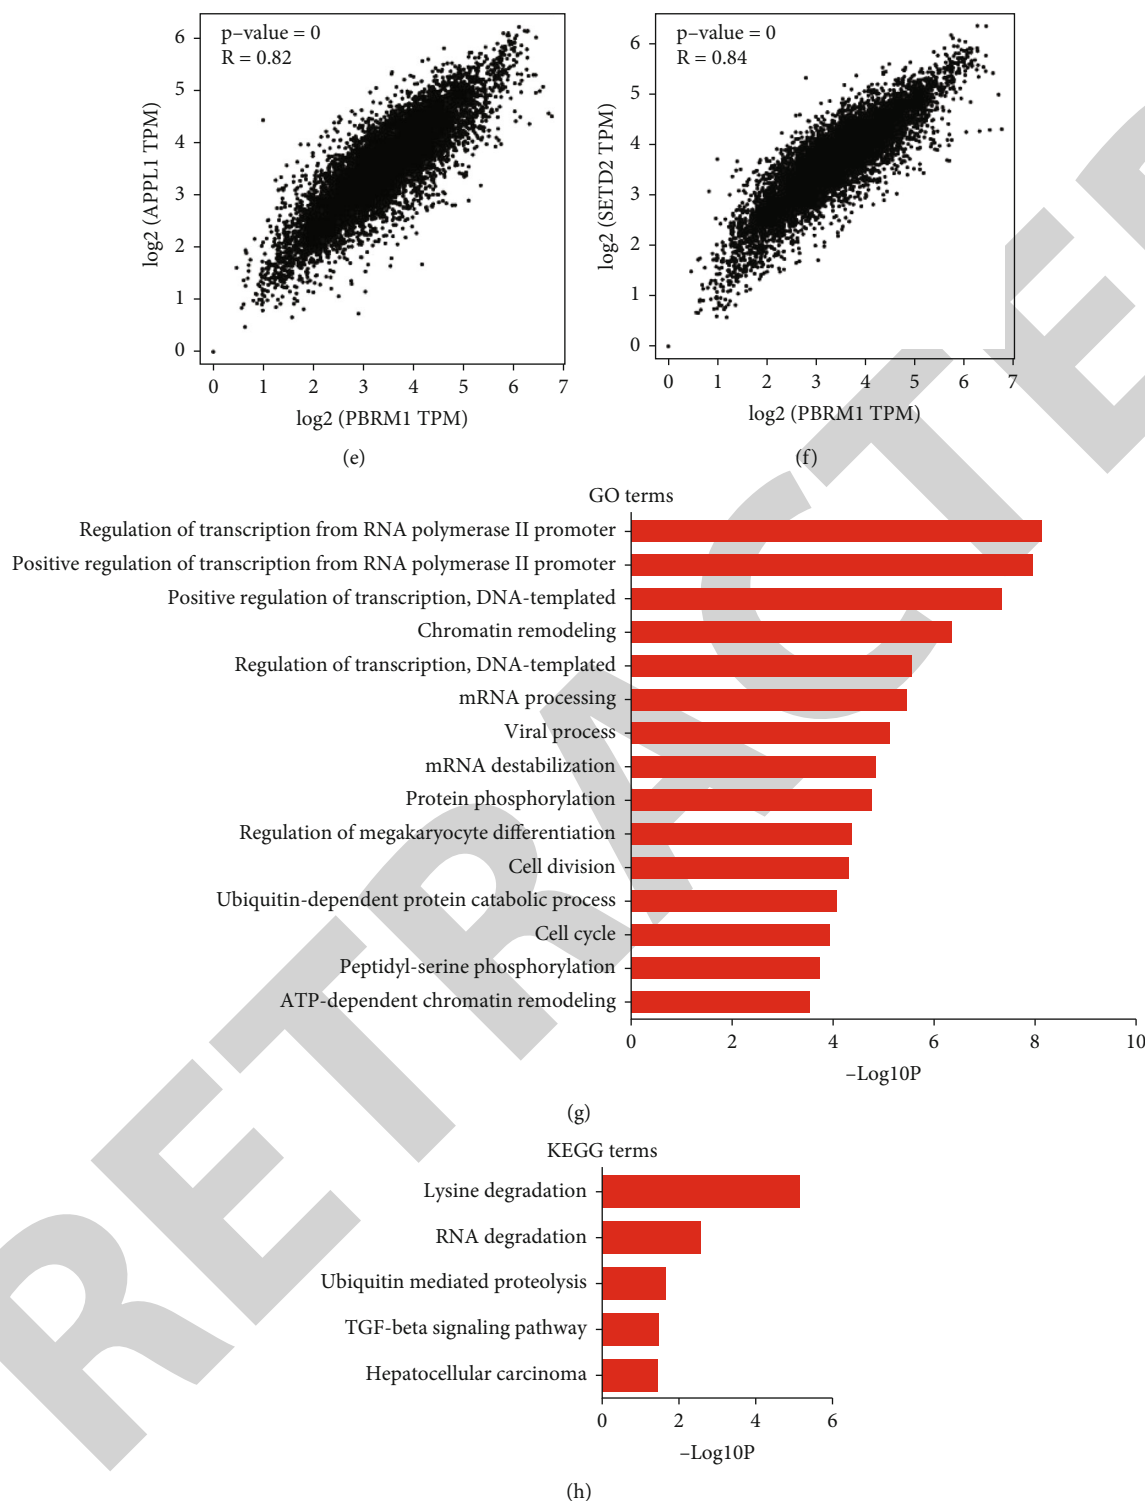 p–value = 0
R = 0.82
log2 (APPL1 TPM)
6
5
4
3
2
1
0
0 1 2 3 4 5 6 7
log2 (PBRM1 TPM)
(e)
p–value = 0
R = 0.84
log2 (SETD2 TPM)
6
5
4
3
2
1
0
0 1 2 3 4 5 6 7
log2 (PBRM1 TPM)
(f)
GO terms
Regulation of transcription from RNA polymerase II promoter
Positive regulation of transcription from RNA polymerase II promoter
Positive regulation of transcription, DNA-templated
Chromatin remodeling
Regulation of transcription, DNA-templated
mRNA processing
Viral process
mRNA destabilization
Protein phosphorylation
Regulation of megakaryocyte differentiation
Cell division
Ubiquitin-dependent protein catabolic process
Cell cycle
Peptidyl-serine phosphorylation
ATP-dependent chromatin remodeling
0 2 4 6 8 10
–Log10P
(g)
KEGG terms
Lysine degradation
RNA degradation
Ubiquitin mediated proteolysis
TGF-beta signaling pathway
Hepatocellular carcinoma
0 2 4 6
–Log10P
(h)
RETRACTE